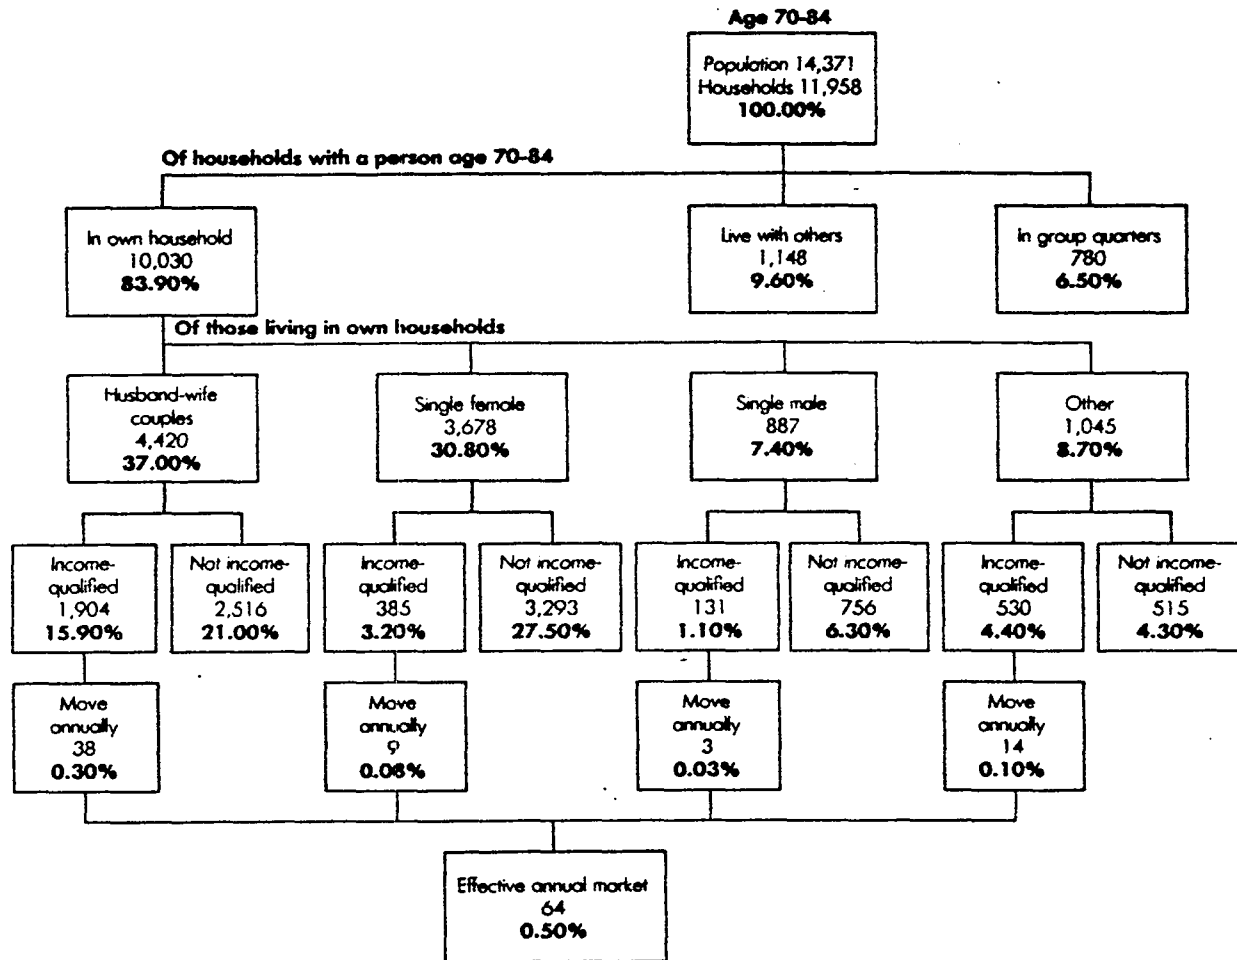 Age 70-84
Population 14,371
Households 11,958
100.00%
Of households with a person age 70-84
In own household
10,030
83.90%
Live with others
1,148
9.60%
In group quarters
780
6.50%
Of those living in own households
Husband-wife
couples
4,420
37.00%
Single female
3,678
30.80%
Single male
887
7.40%
Other
1,045
8.70%
Income-
qualified
1,904
15.90%
Not income-
qualified
2,516
21.00%
Income-
qualified
385
3.20%
Not income-
qualified
3,293
27.50%
Income-
qualified
131
1.10%
Not income-
qualified
756
6.30%
Income-
qualified
530
4.40%
Not income-
qualified
515
4.30%
Move
annually
38
0.30%
Move
annually
9
0.08%
Move
annually
3
0.03%
Move
annually
14
0.10%
Effective annual market
64
0.50%